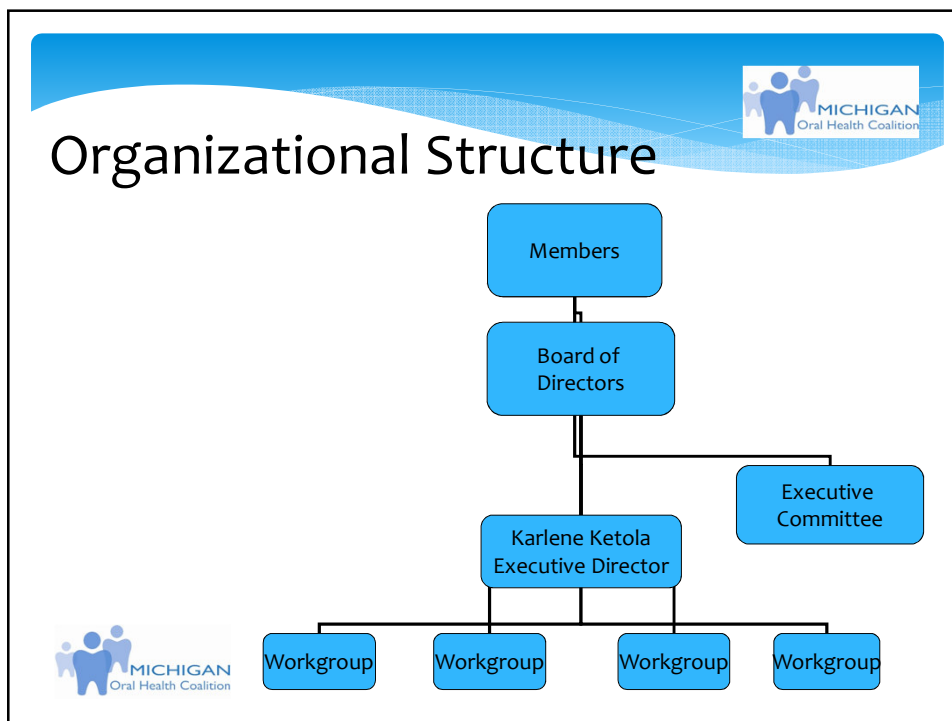 MICHIGAN
Oral Health Coalition
Organizational Structure
Members
Board of
Directors
Executive
Committee
Karlene Ketola
Executive Director
Workgroup
Workgroup
Workgroup
Workgroup
MICHIGAN
Oral Health Coalition